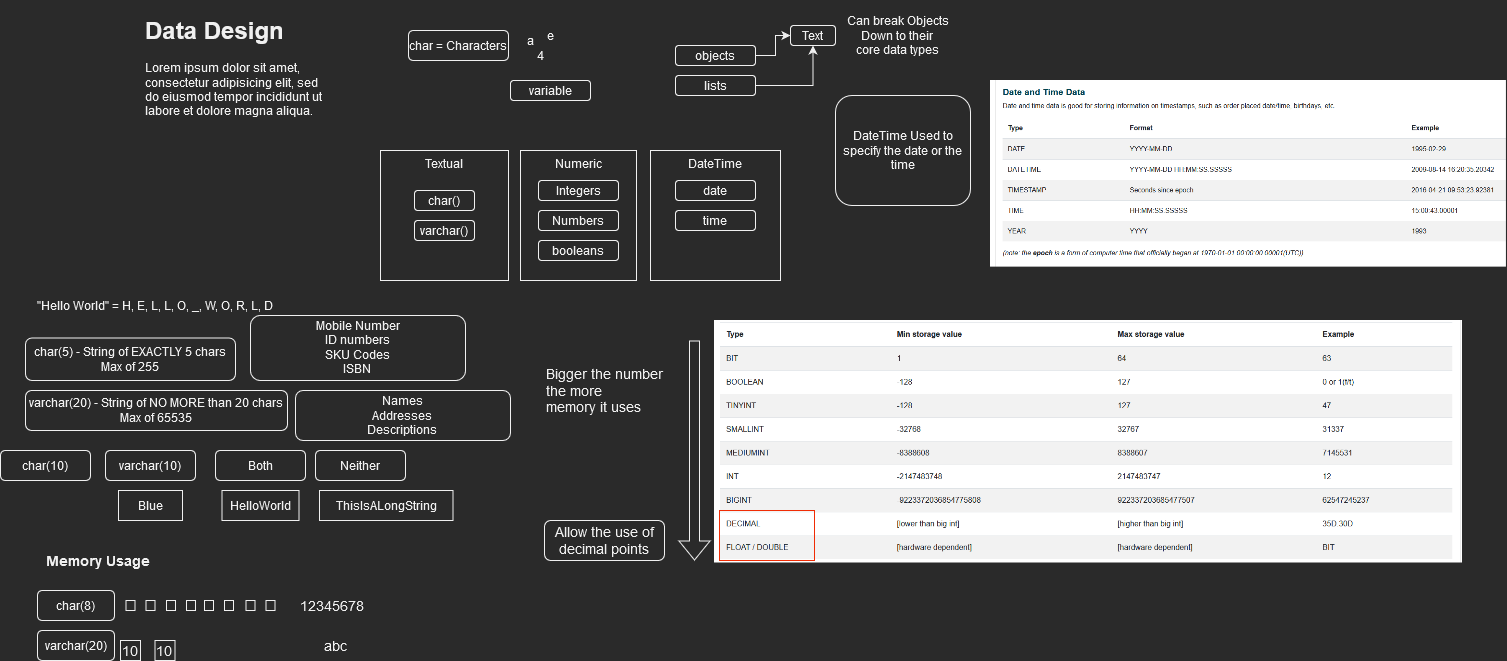 Data Design
Lorem ipsum dolor sit amet,
consectetur adipisicing elit, sed
do eiusmod tempor incididunt ut
labore et dolore magna aliqua.
char = Characters
a
e
4
variable
objects
lists
Text
Can break Objects
Down to their
core data types
DateTime Used to
specify the date or the
time
Textual
char()
varchar()
Numeric
Integers
Numbers
booleans
DateTime
date
time
Date and Time Data
Date and time data is good for storing information on timestamps, such as order placed date/time, birthdays, etc.
Type Format Example
DATE YYYY-MM-DD 1995-02-29
DATETIME YYYY-MM-DD HH:MM:SS.SSSSS 2009-08-14 16:20:35.20342
TIMESTAMP Seconds since epoch 2016-04-21 09:53:23.92381
TIME HH:MM:SS.SSSSS 15:00:43.00001
YEAR YYYY 1993
(note: the epoch is a form of computer time that officially began at 1970-01-01 00:00:00.00001(UTC))
"Hello World" = H, E, L, L, O, _, W, O, R, L, D
char(5) - String of EXACTLY 5 chars
Max of 255
Mobile Number
ID numbers
SKU Codes
ISBN
varchar(20) - String of NO MORE than 20 chars
Max of 65535
Names
Addresses
Descriptions
char(10)
varchar(10)
Both
Neither
Blue
HelloWorld
ThisIsALongString
Memory Usage
char(8)
12345678
varchar(20)
10
10
abc
Bigger the number
the more
memory it uses
Allow the use of
decimal points
Type Min storage value Max storage value Example
BIT 1 64 63
BOOLEAN -128 127 0 or 1(f/t)
TINYINT -128 127 47
SMALLINT -32768 32767 31337
MEDIUMINT -8388608 8388607 7145531
INT -2147483748 2147483747 12
BIGINT -9223372036854775808 922337203685477507 62547245237
DECIMAL [lower than big int] [higher than big int] 35D 30D
FLOAT / DOUBLE [hardware dependent] [hardware dependent] BIT